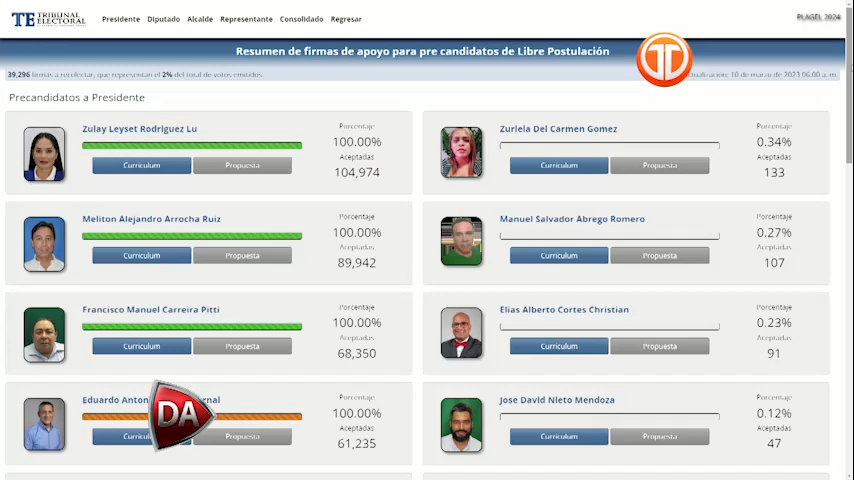 TE TRIBUNAL ELECTORAL
Presidente Diputado Alcalde Representante Consolidado Regresar
PLAGEL 2024
Resumen de firmas de apoyo para pre candidatos de Libre Postulación
39,296 firmas a recolectar, que representan el 2% del total de votos emitidos.
ctualización: 10 de marzo de 2023 06:00 a. m.
Precandidatos a Presidente
Zulay Leyset Rodriguez Lu
Porcentaje
100.00%
Aceptadas
104,974
Curriculum Propuesta
Zuriela Del Carmen Gomez
Porcentaje
0.34%
Aceptadas
133
Curriculum Propuesta
Meliton Alejandro Arrocha Ruiz
Porcentaje
100.00%
Aceptadas
89,942
Curriculum Propuesta
Manuel Salvador Abrego Romero
Porcentaje
0.27%
Aceptadas
107
Curriculum Propuesta
Francisco Manuel Carreira Pitti
Porcentaje
100.00%
Aceptadas
68,350
Curriculum Propuesta
Elias Alberto Cortes Christian
Porcentaje
0.23%
Aceptadas
91
Curriculum Propuesta
Eduardo Anton rnal
Porcentaje
100.00%
Aceptadas
61,235
Curricu Propuesta
DA
Jose David Nieto Mendoza
Porcentaje
0.12%
Aceptadas
47
Curriculum Propuesta